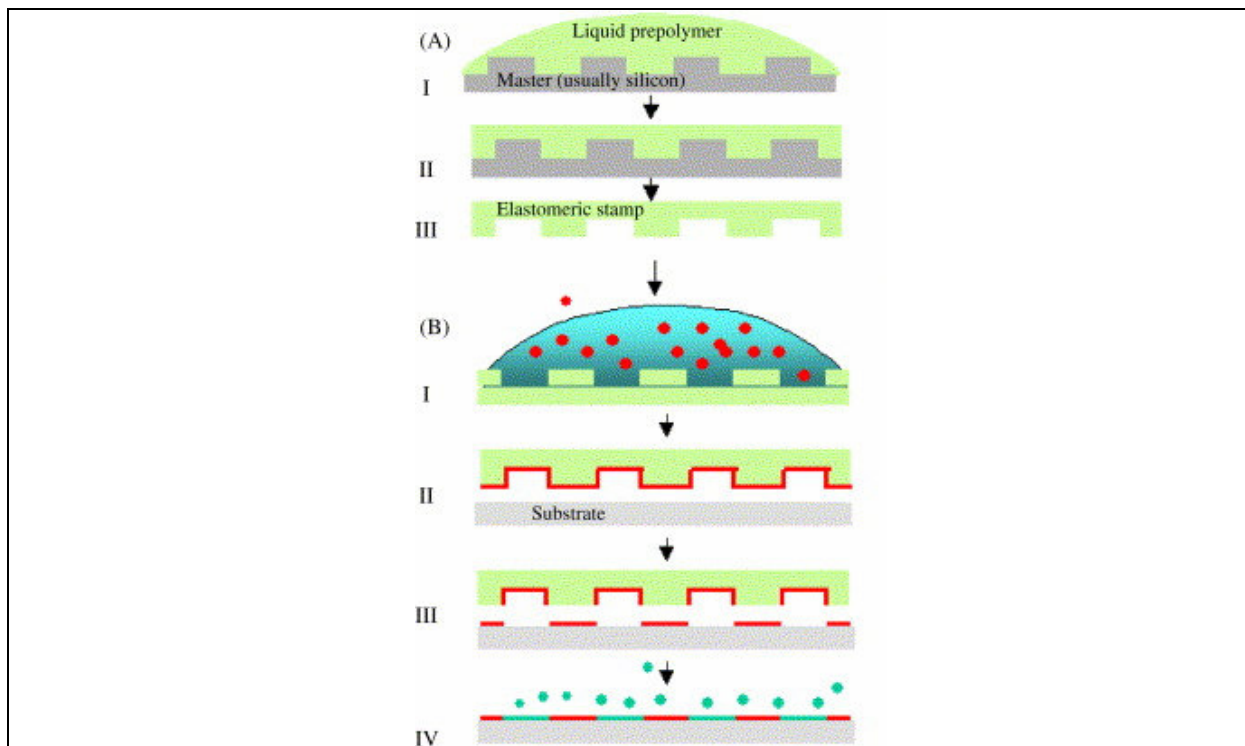 Liquid prepolymer
(A)
Master (usually silicon)
I
II
Elastomeric stamp
III
(B)
I
II
Substrate
III
IV